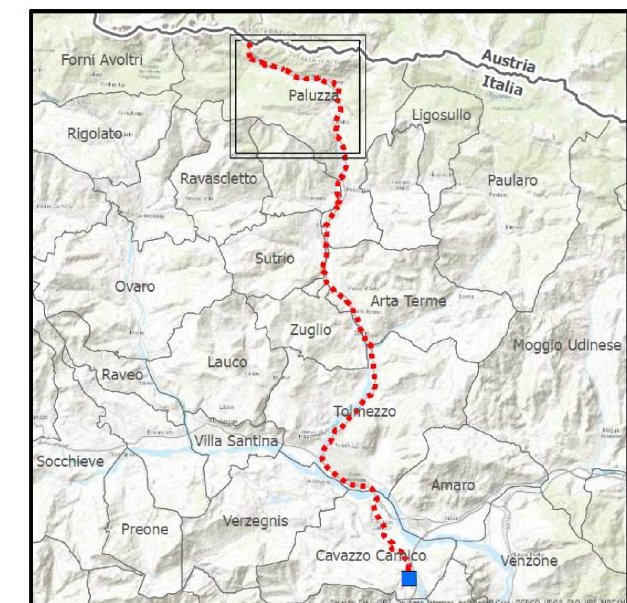 Forni Avoltri
Austria
Italia
Paluzza
Ligosullo
Rigolato
Ravascletto
Paularo
Sutrio
Ovaro
Arta Terme
Zuglio
Moggio Udinese
Lauco
Raveo
Tolmezzo
Villa Santina
Socchieve
Amaro
Verzegnis
Preone
Cavazzo Carnico
Venzone